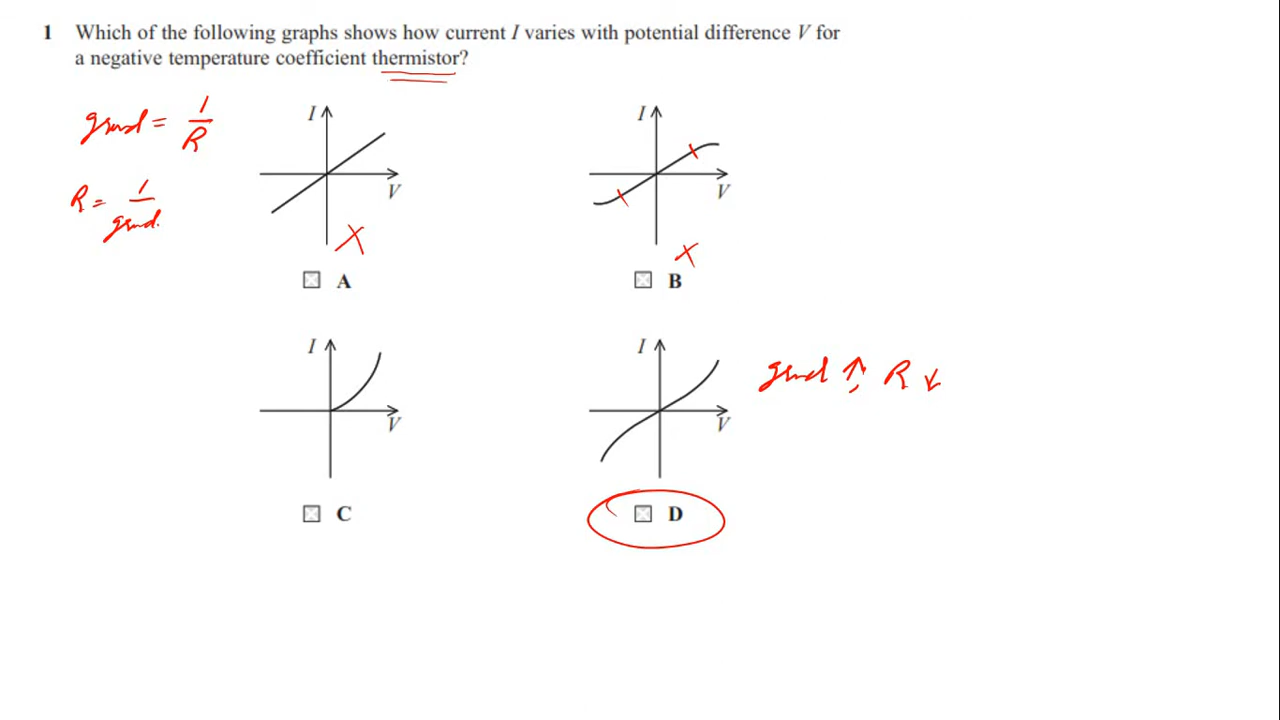 1 Which of the following graphs shows how current I varies with potential difference V for
a negative temperature coefficient thermistor?
grad = 1/R
R = 1/grad.
I
V
A
I
V
B
I
V
C
I
V
D
grad ↑ R ↓